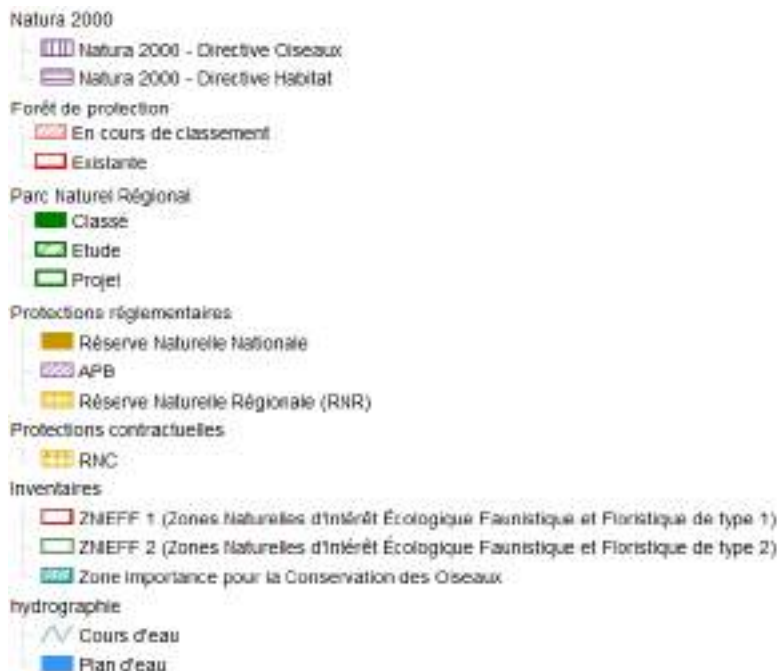 Natura 2000
Natura 2000 - Directive Oiseaux
Natura 2000 - Directive Habitat
Forêt de protection
En cours de classement
Existante
Parc Naturel Régional
Classé
Etude
Projet
Protections réglementaires
Réserve Naturelle Nationale
APB
Réserve Naturelle Régionale (RNR)
Protections contractuelles
RNC
Inventaires
ZNIEFF 1 (Zones Naturelles d'Intérêt Écologique Faunistique et Floristique de type 1)
ZNIEFF 2 (Zones Naturelles d'Intérêt Écologique Faunistique et Floristique de type 2)
Zone Importance pour la Conservation des Oiseaux
hydrographie
Cours d'eau
Plan d'eau